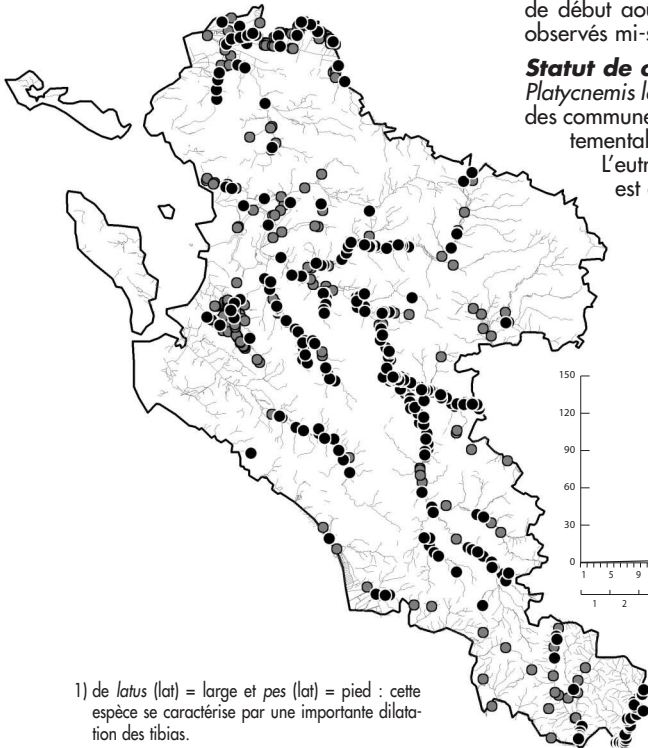 de début aou
observés mi-s
Statut de
Platycnemis
des commune
tementa
L'eutr
est
150
120
90
60
30
0
1 5 9
1 2
1) de latus (lat) = large et pes (lat) = pied : cette
espèce se caractérise par une importante dilata-
tion des tibias.